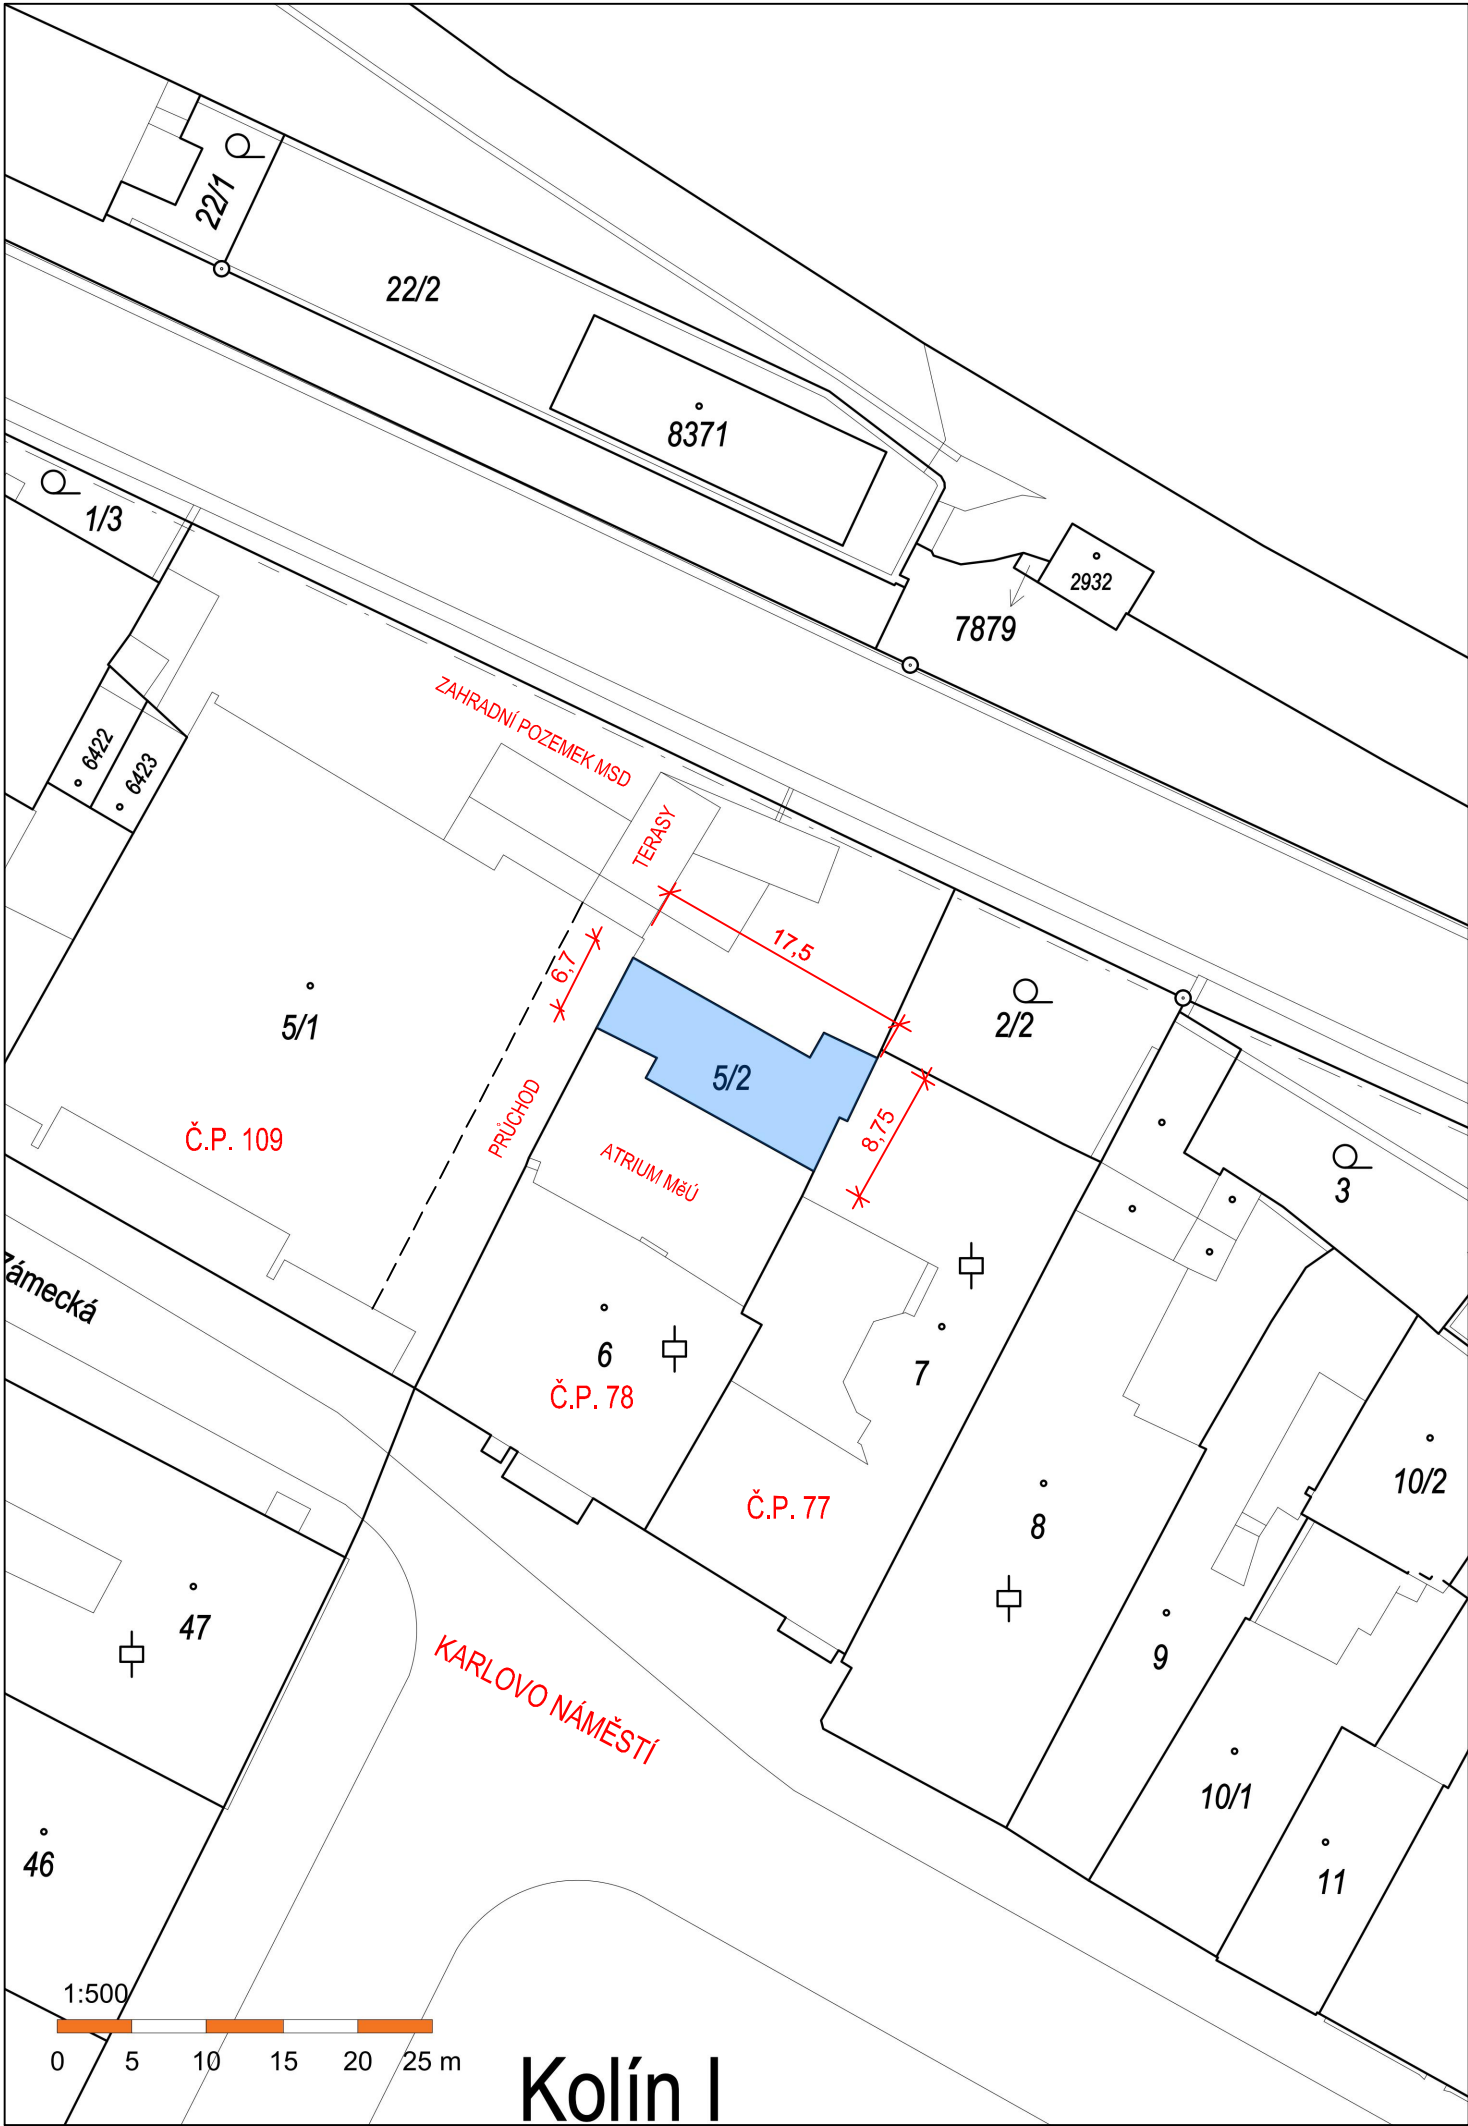 22/1
22/2
8371
1/3
2932
7879
ZAHRADNÍ POZEMEK MSD
6422
6423
TERASY
17,5
6,7
5/1
2/2
5/2
PRŮCHOD
8,75
Č.P. 109
ATRIUM MěÚ
3
zámecká
6
7
Č.P. 78
10/2
Č.P. 77
8
47
9
KARLOVO NÁMĚSTÍ
10/1
46
11
1:500
0 5 10 15 20 25 m
Kolín I